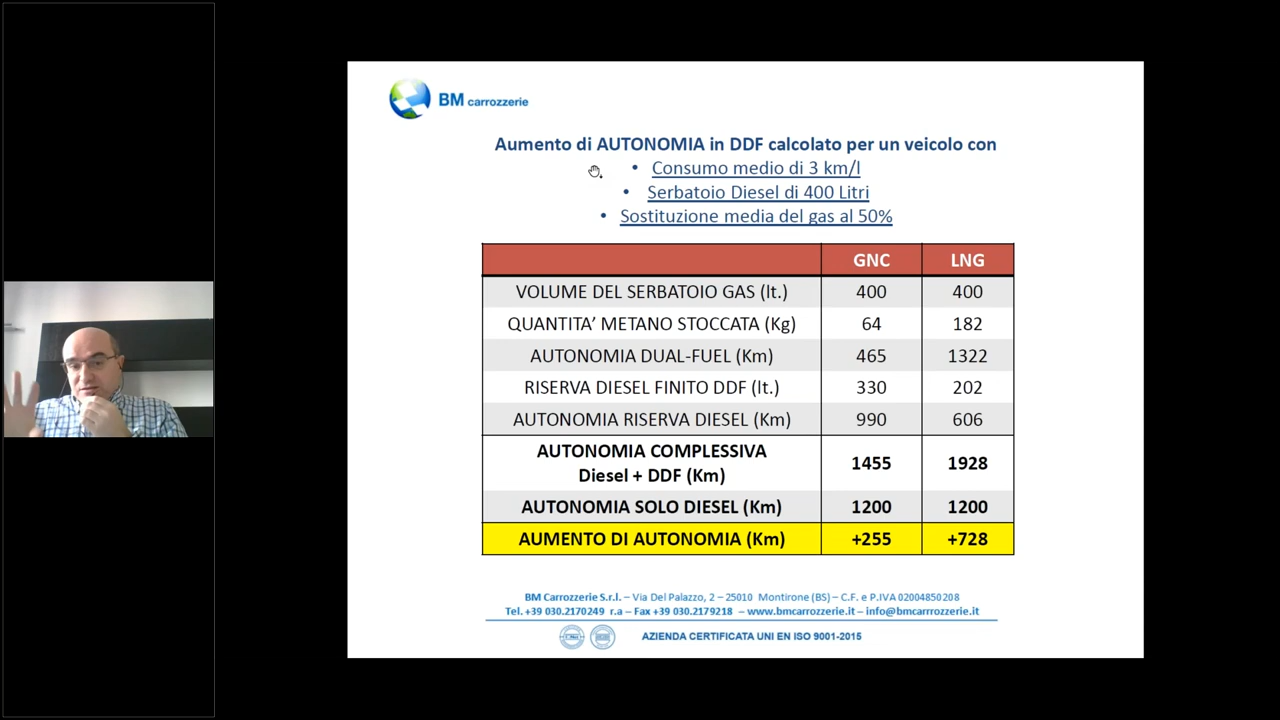 BM carrozzerie
Aumento di AUTONOMIA in DDF calcolato per un veicolo con
• Consumo medio di 3 km/l
• Serbatoio Diesel di 400 Litri
• Sostituzione media del gas al 50%
GNC LNG
VOLUME DEL SERBATOIO GAS (lt.) 400 400
QUANTITA’ METANO STOCCATA (Kg) 64 182
AUTONOMIA DUAL-FUEL (Km) 465 1322
RISERVA DIESEL FINITO DDF (lt.) 330 202
AUTONOMIA RISERVA DIESEL (Km) 990 606
AUTONOMIA COMPLESSIVA
Diesel + DDF (Km) 1455 1928
AUTONOMIA SOLO DIESEL (Km) 1200 1200
AUMENTO DI AUTONOMIA (Km) +255 +728
BM Carrozzerie S.r.l. – Via Del Palazzo, 2 – 25010 Montirone (BS) – C.F. e P.IVA 02004850208
Tel. +39 030.2170249 r.a – Fax +39 030.2179218 – www.bmcarrozzerie.it – info@bmcarrrozzerie.it
AZIENDA CERTIFICATA UNI EN ISO 9001-2015